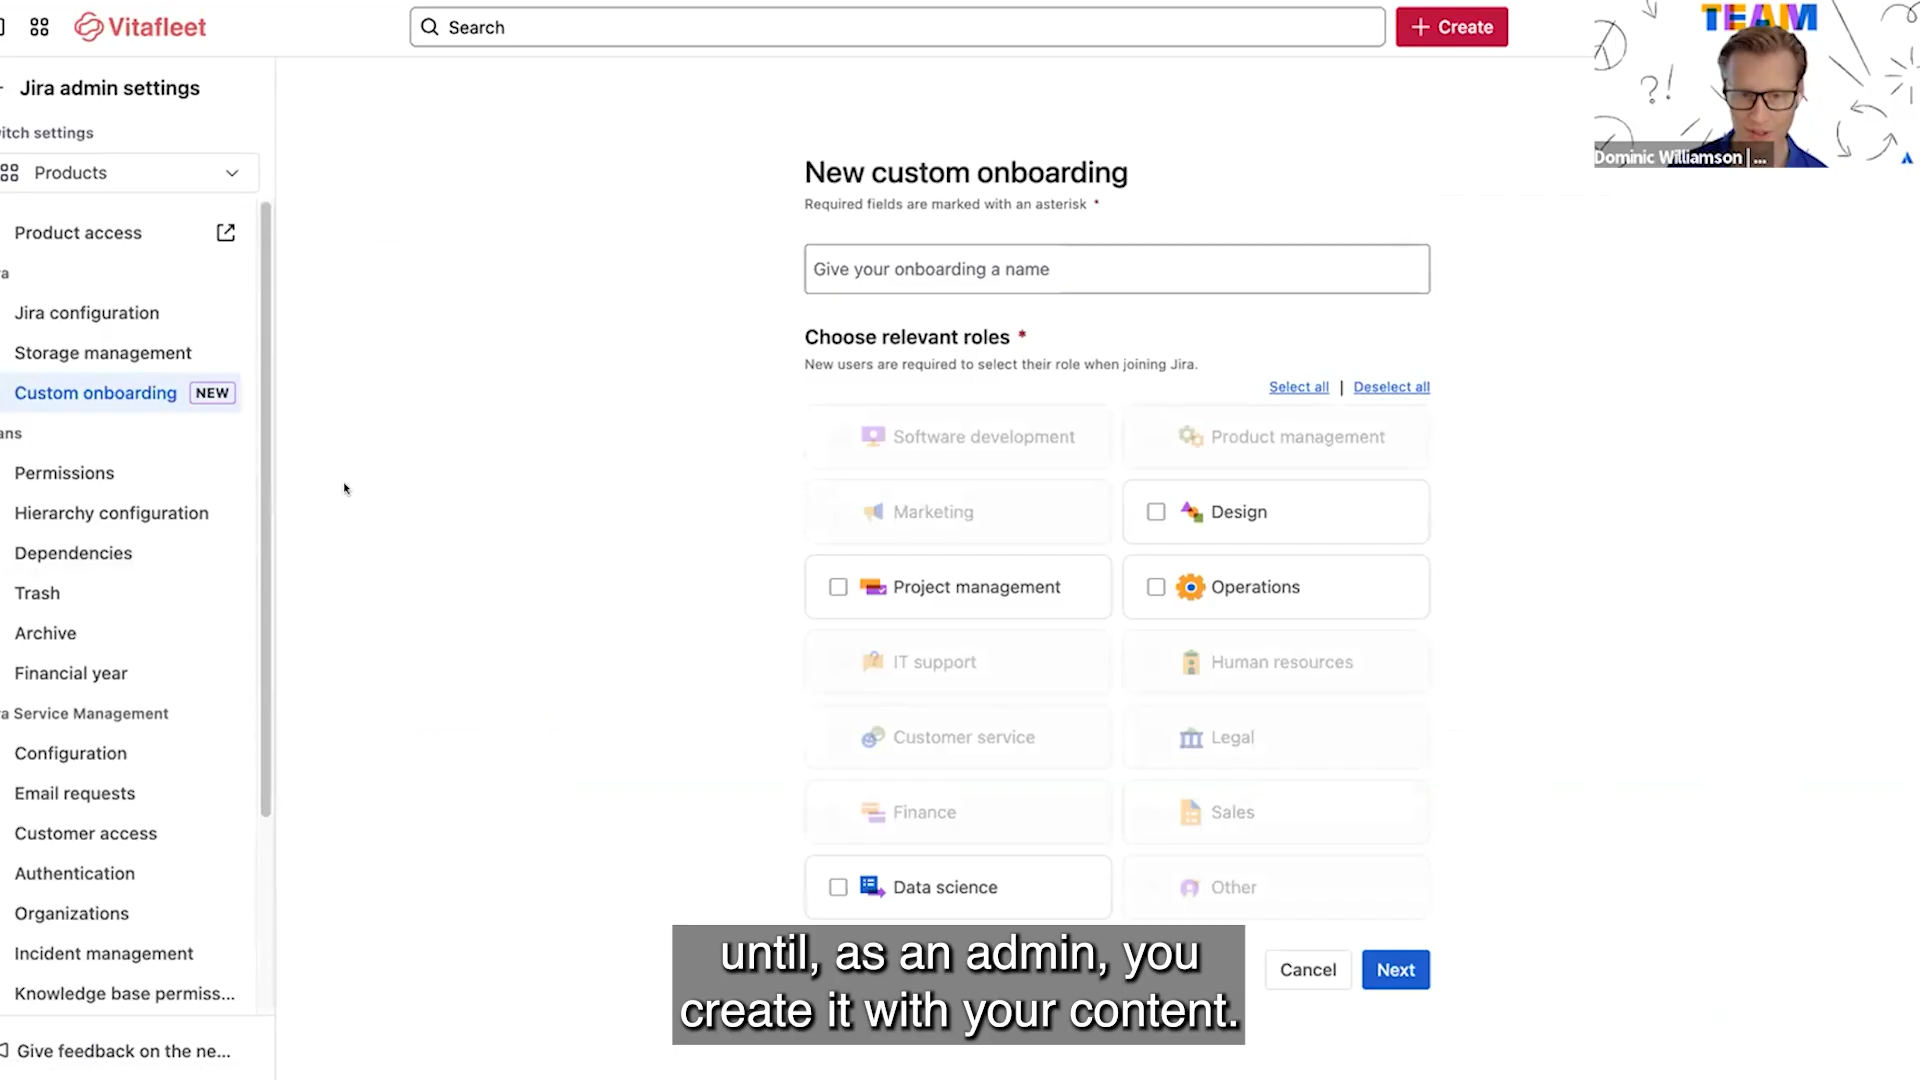 Vitafleet
Search
+ Create
TEAM
?!
Dominic Williamson | ...
Jira admin settings
itch settings
Products
Product access
a
Jira configuration
Storage management
Custom onboarding NEW
ans
Permissions
Hierarchy configuration
Dependencies
Trash
Archive
Financial year
a Service Management
Configuration
Email requests
Customer access
Authentication
Organizations
Incident management
Knowledge base permiss...
Give feedback on the ne...
New custom onboarding
Required fields are marked with an asterisk *
Give your onboarding a name
Choose relevant roles *
New users are required to select their role when joining Jira.
Select all | Deselect all
Software development
Product management
Marketing
Design
Project management
Operations
IT support
Human resources
Customer service
Legal
Finance
Sales
Data science
Other
Cancel
Next
until, as an admin, you
create it with your content.